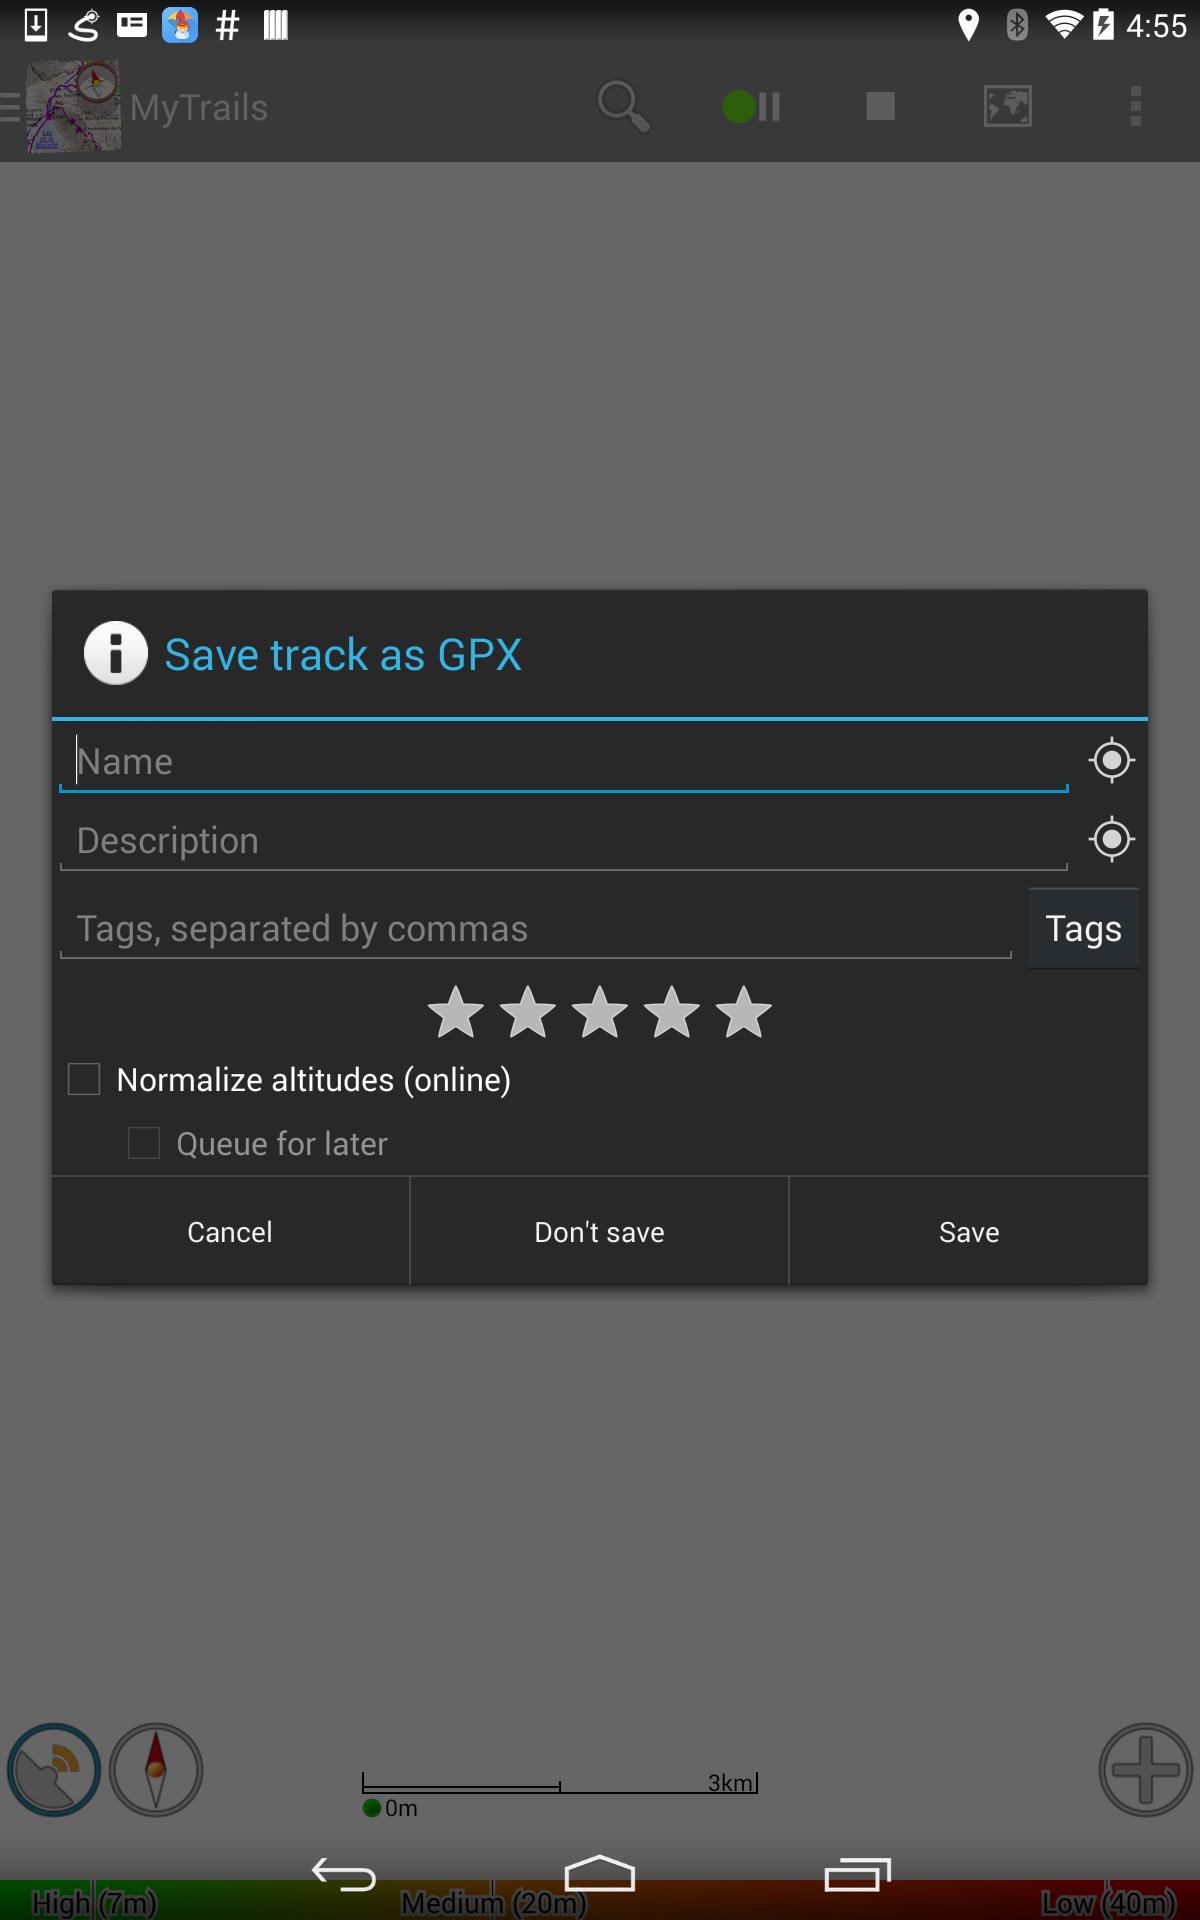 4:55
MyTrails
Save track as GPX
Name
Description
Tags, separated by commas
Tags
Normalize altitudes (online)
Queue for later
Cancel
Don't save
Save
3km
0m
High (7m)
Medium (20m)
Low (40m)